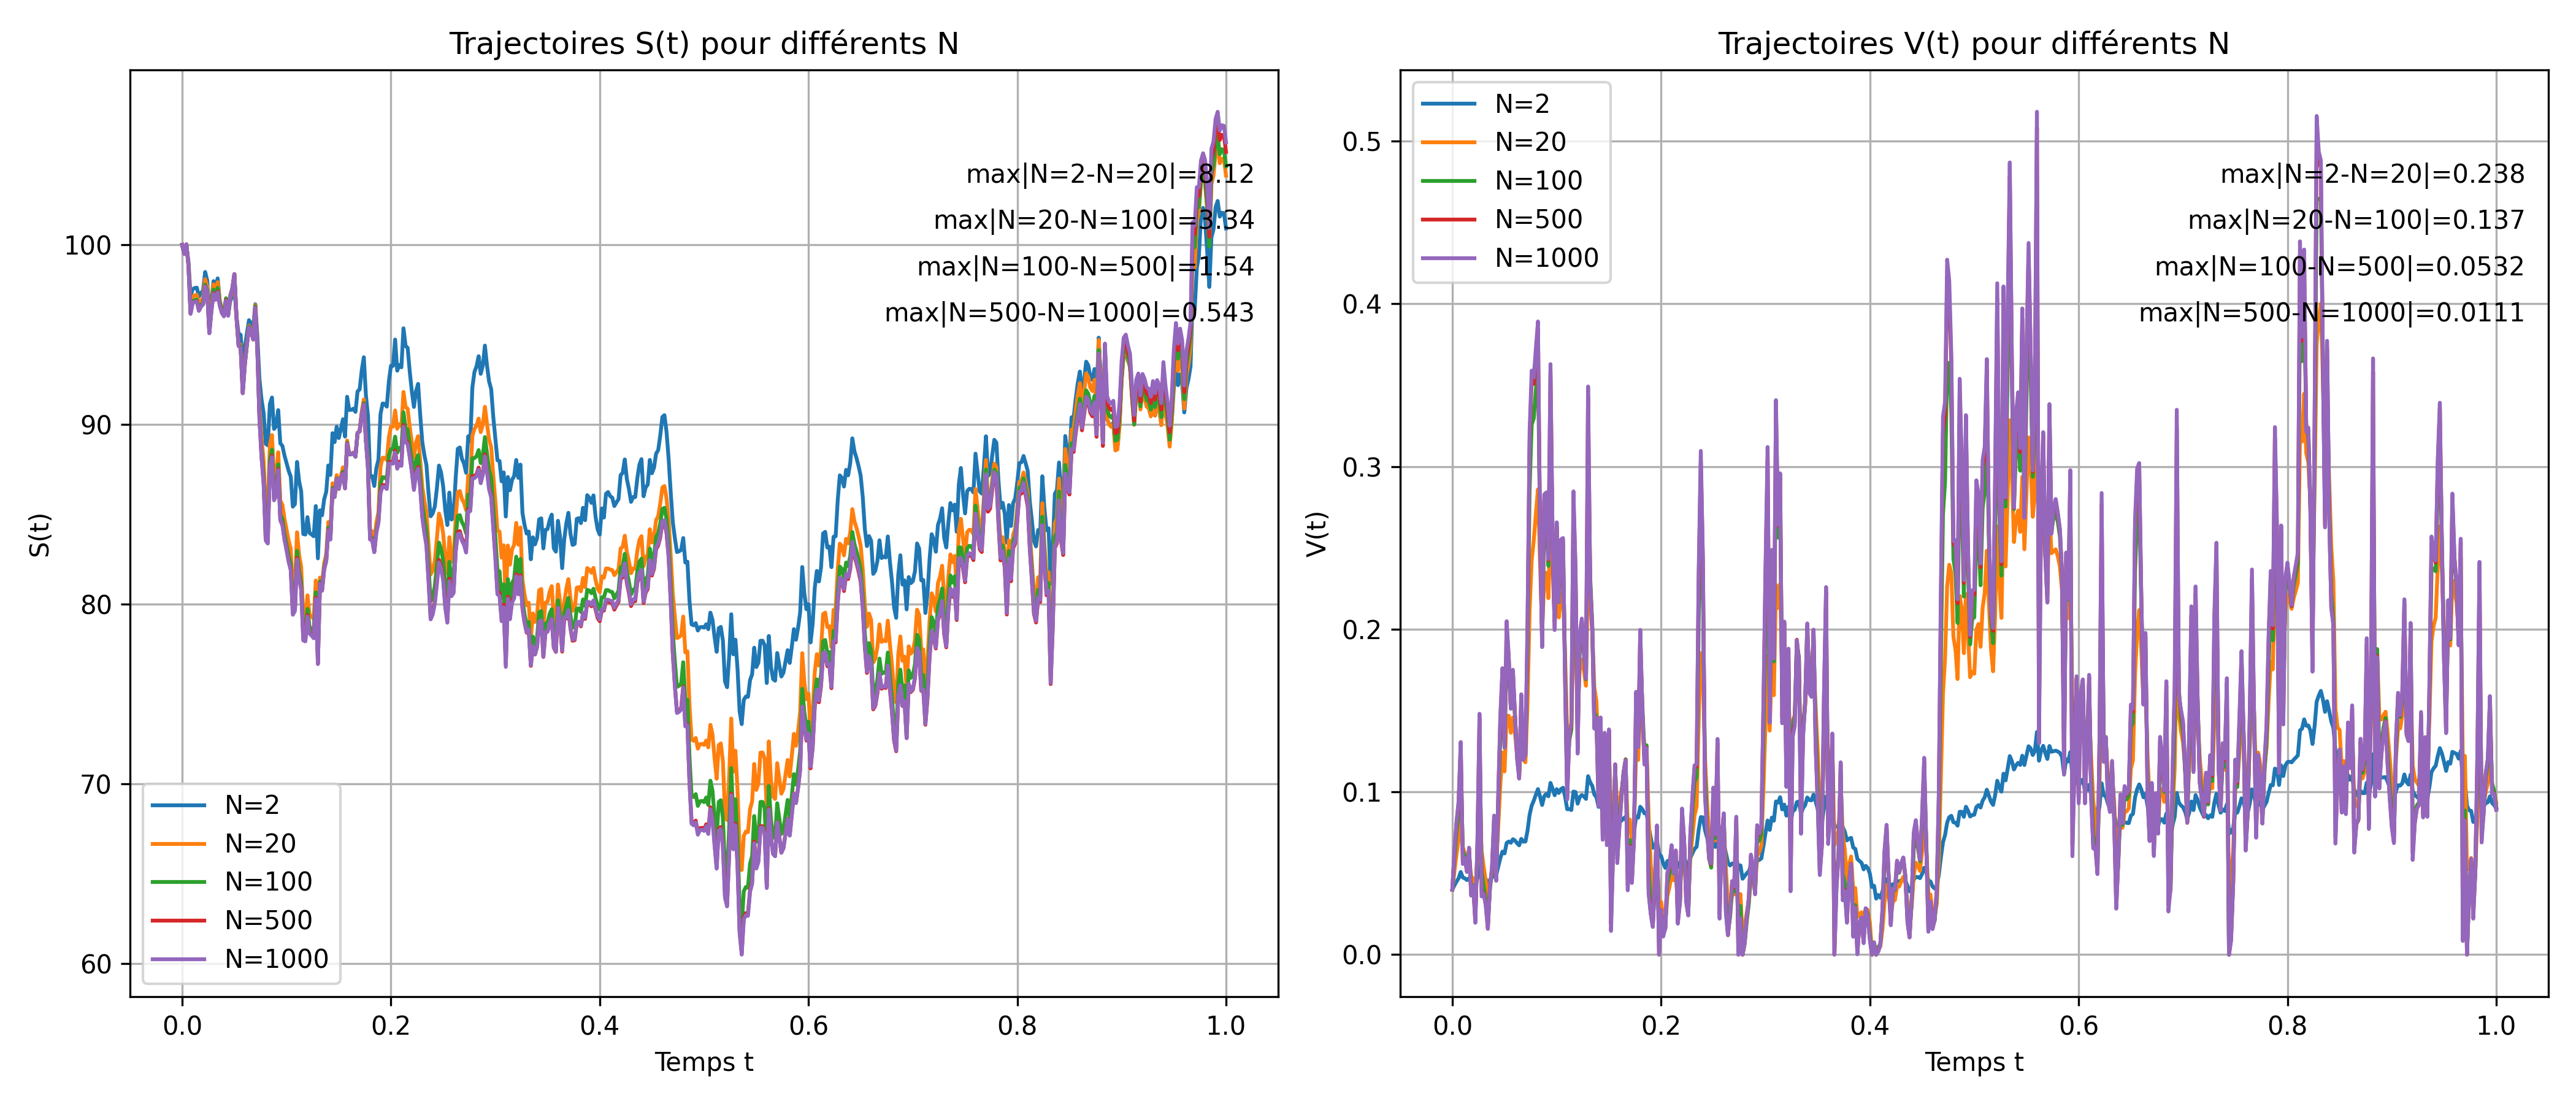 Trajectoires S(t) pour différents N
S(t)
100
90
80
70
60
max|N=2-N=20|=8.12
max|N=20-N=100|=3.34
max|N=100-N=500|=1.54
max|N=500-N=1000|=0.543
N=2
N=20
N=100
N=500
N=1000
0.0 0.2 0.4 0.6 0.8 1.0
Temps t
Trajectoires V(t) pour différents N
V(t)
0.5
0.4
0.3
0.2
0.1
0.0
N=2
N=20
N=100
N=500
N=1000
max|N=2-N=20|=0.238
max|N=20-N=100|=0.137
max|N=100-N=500|=0.0532
max|N=500-N=1000|=0.0111
0.0 0.2 0.4 0.6 0.8 1.0
Temps t